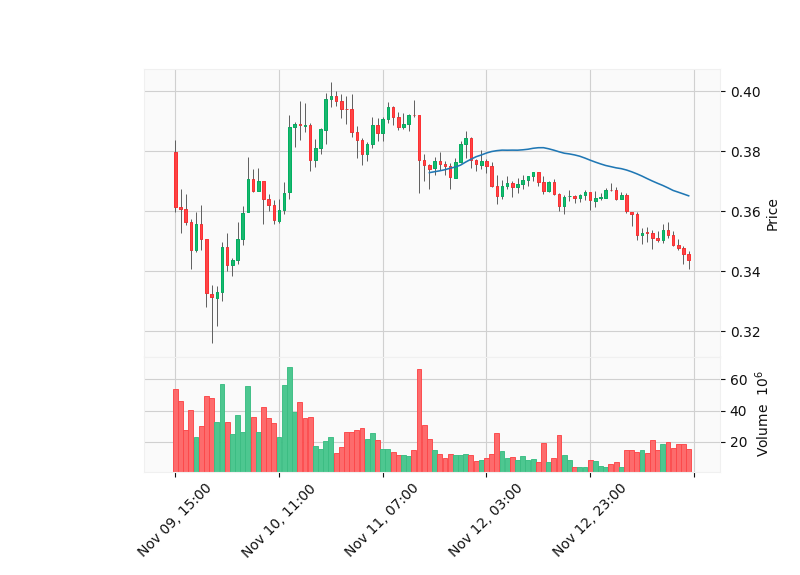 0.40
0.38
0.36
0.34
0.32
Price
60
40
20
Volume 10^6
Nov 09, 15:00
Nov 10, 11:00
Nov 11, 07:00
Nov 12, 03:00
Nov 12, 23:00